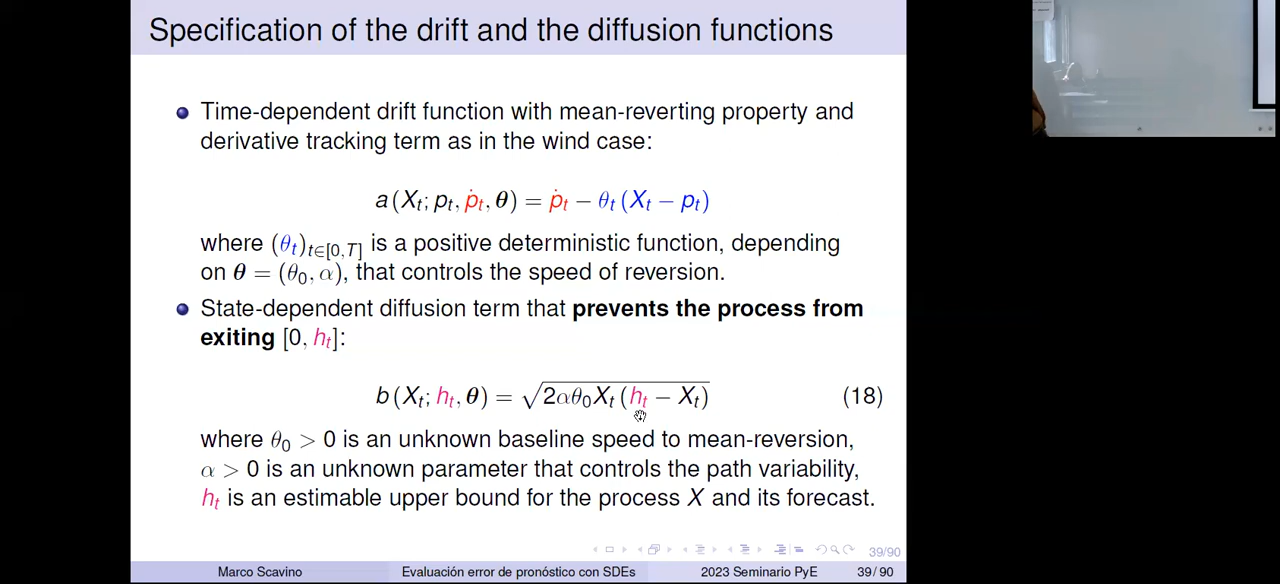 Specification of the drift and the diffusion functions
Time-dependent drift function with mean-reverting property and
derivative tracking term as in the wind case:
a (Xₜ; pₜ, ṗₜ, θ) = ṗₜ − θₜ (Xₜ − pₜ)
where (θₜ)ₜ∈[0,T] is a positive deterministic function, depending
on θ = (θ₀, α), that controls the speed of reversion.
State-dependent diffusion term that prevents the process from
exiting [0, hₜ]:
b (Xₜ; hₜ, θ) = √(2αθ₀Xₜ (hₜ − Xₜ)) (18)
where θ₀ > 0 is an unknown baseline speed to mean-reversion,
α > 0 is an unknown parameter that controls the path variability,
hₜ is an estimable upper bound for the process X and its forecast.
39/90
Marco Scavino Evaluación error de pronóstico con SDEs 2023 Seminario PyE 39 / 90